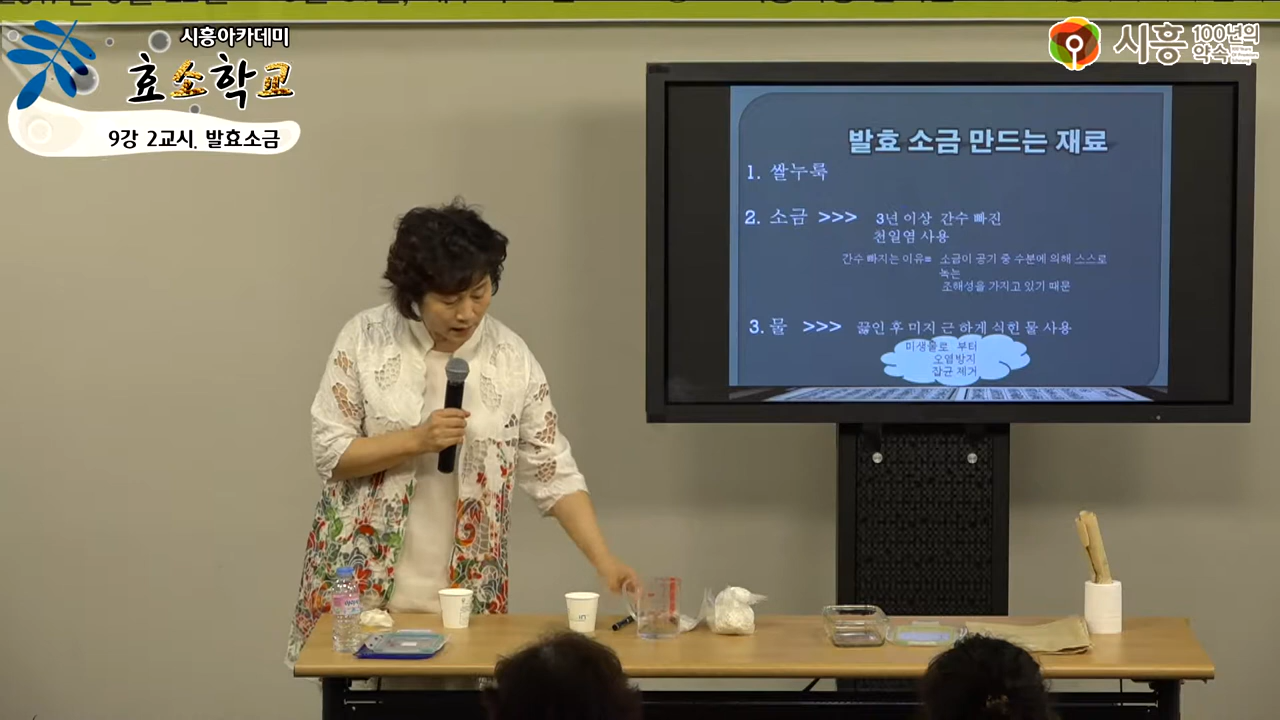 시흥아카데미
효소학교
9강 2교시. 발효소금
시흥 100년의
약속
발효 소금 만드는 재료
1. 쌀누룩
2. 소금 >>> 3년 이상 간수 빠진
천일염 사용
간수 빠지는 이유= 소금이 공기 중 수분에 의해 스스로
녹는
조해성을 가지고 있기 때문
3. 물 >>> 끓인 후 미지 근 하게 식힌 물 사용
미생물로 부터
오염방지
잡균 제거